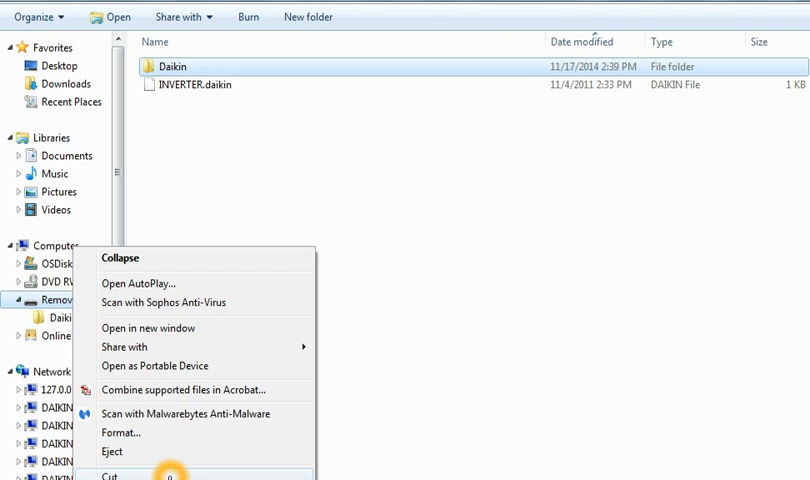 Organize
Open
Share with
Burn
New folder
Favorites
Desktop
Downloads
Recent Places
Libraries
Documents
Music
Pictures
Videos
Computer
OSDisk
DVD RW
Remov
Daiki
Online
Network
127.0.0
DAIKIN
DAIKIN
DAIKIN
DAIKIN
DAIKIN
Name
Date modified
Type
Size
Daikin
11/17/2014 2:39 PM
File folder
INVERTER.daikin
11/4/2011 2:33 PM
DAIKIN File
1 KB
Collapse
Open AutoPlay...
Scan with Sophos Anti-Virus
Open in new window
Share with
Open as Portable Device
Combine supported files in Acrobat...
Scan with Malwarebytes Anti-Malware
Format...
Eject
Cut